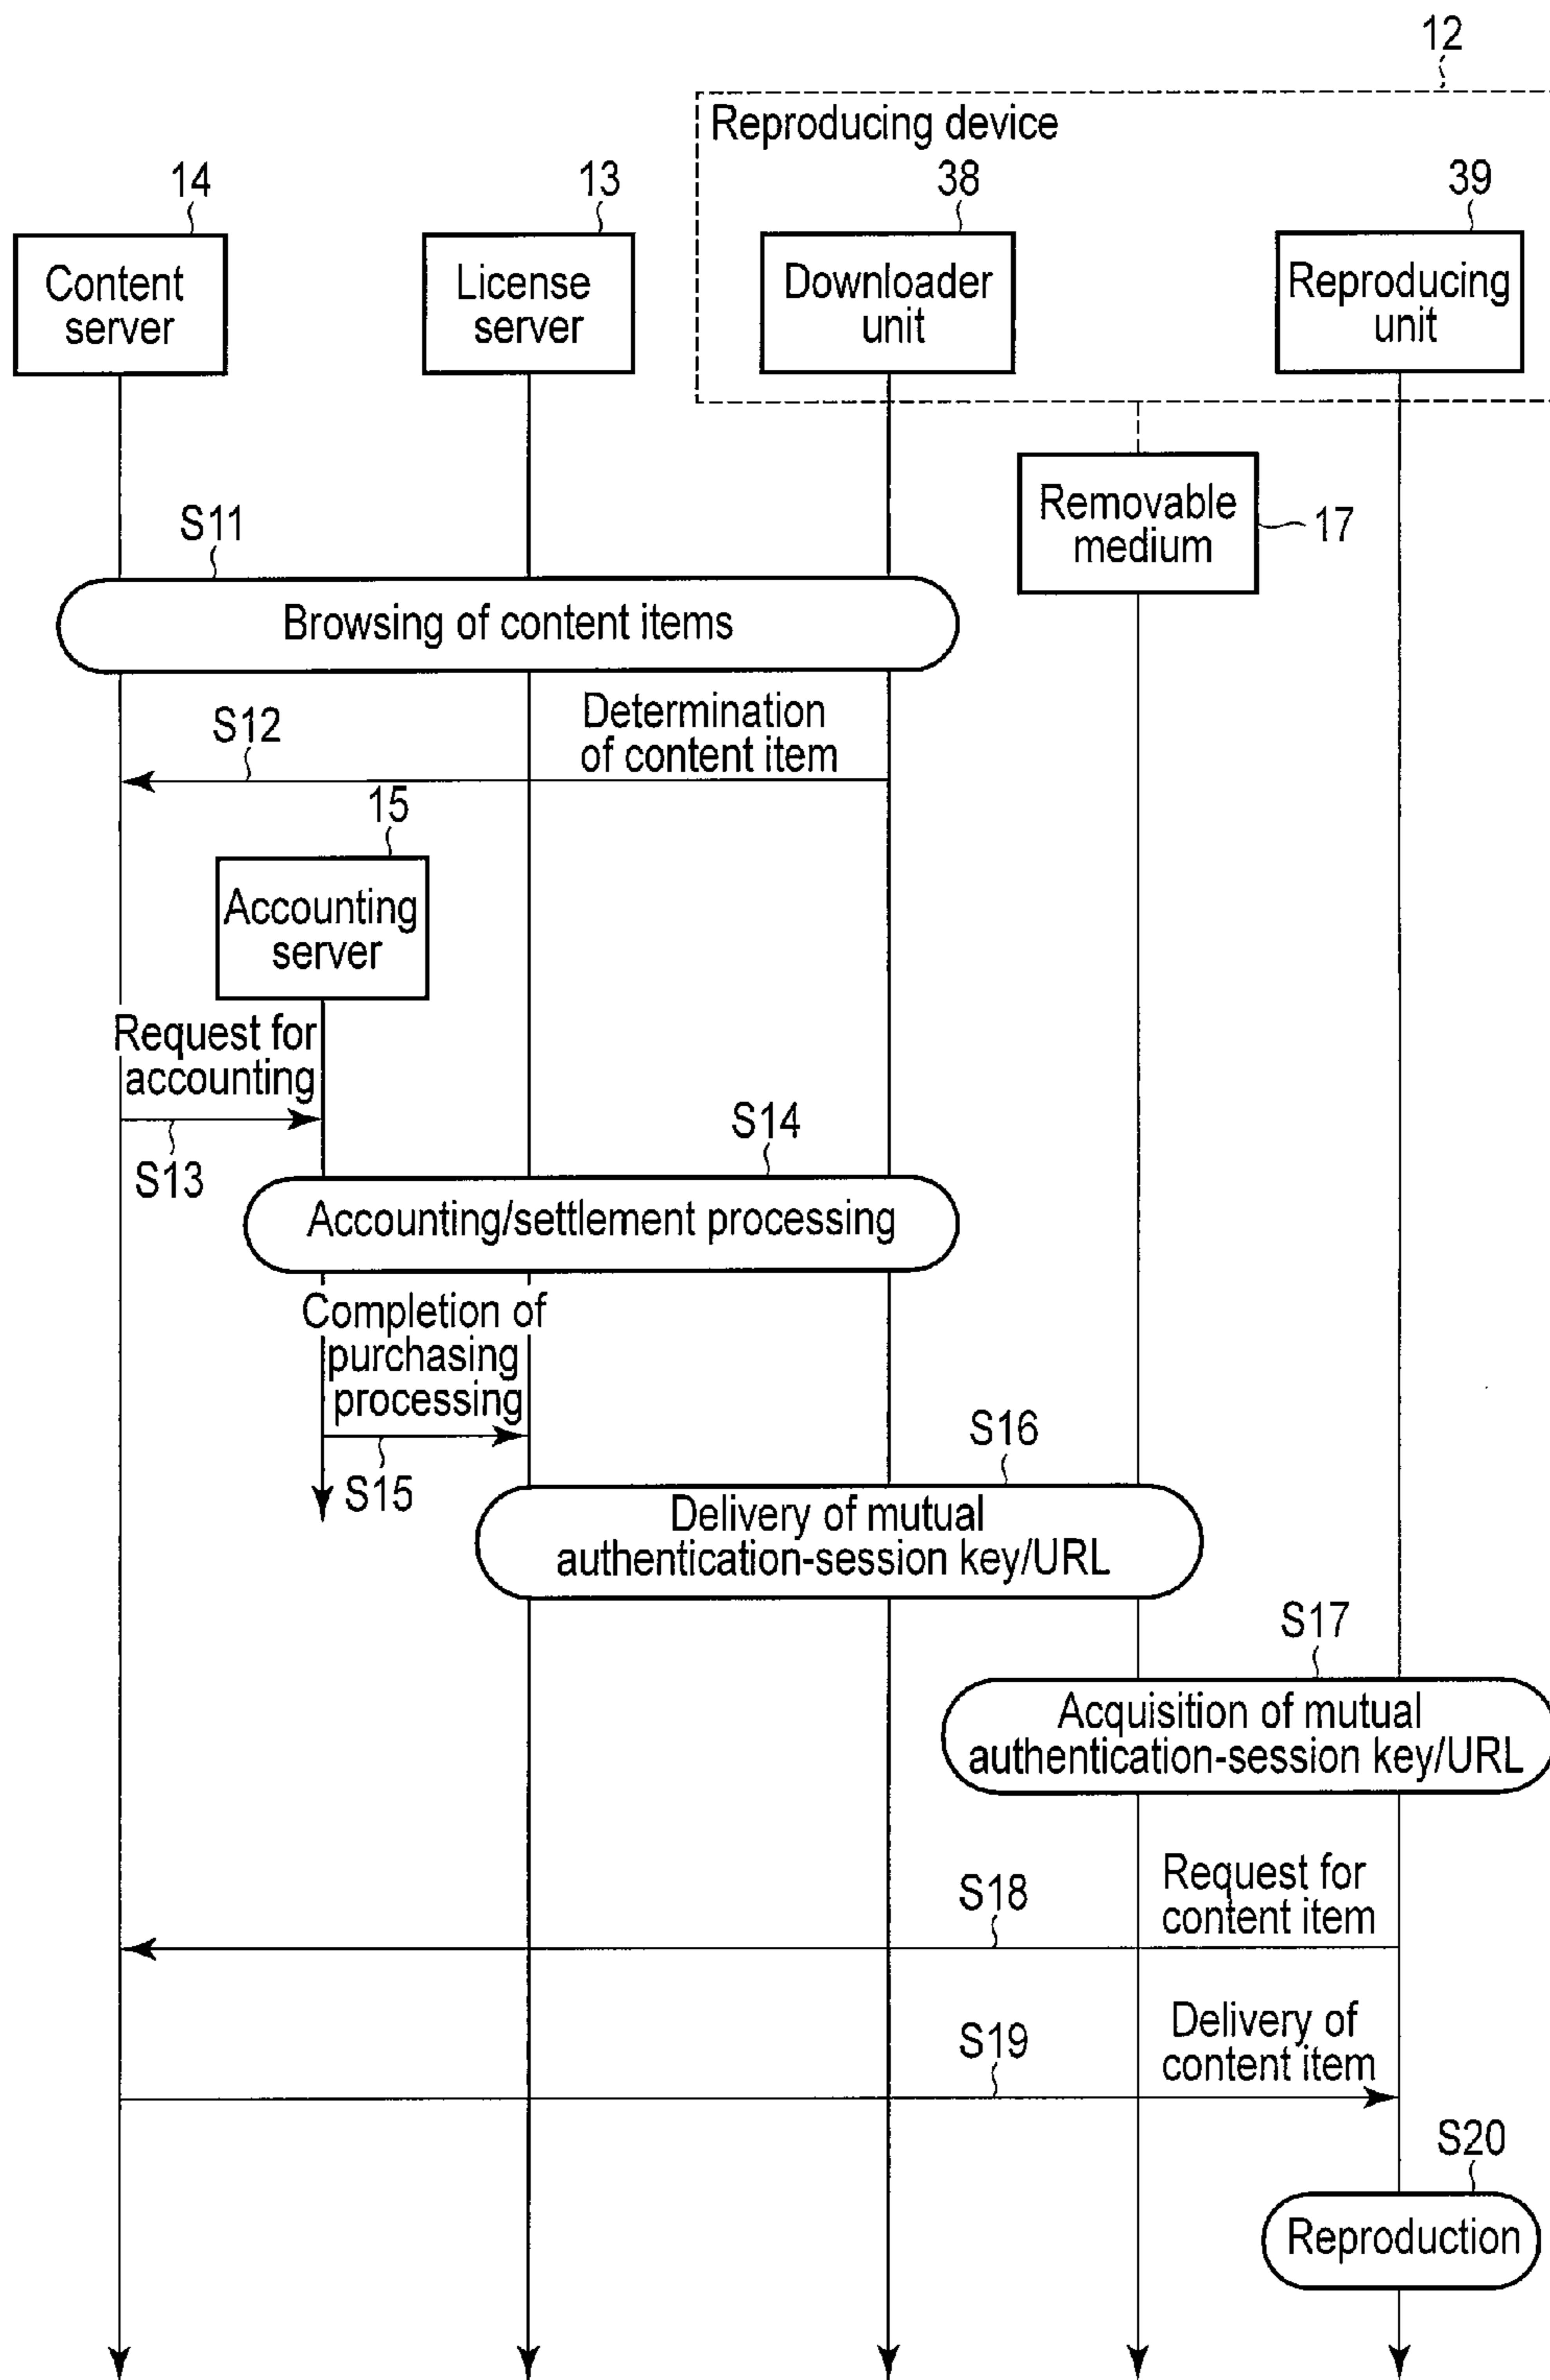 12
Reproducing device
14
13
38
39
Content
server
License
server
Downloader
unit
Reproducing
unit
Removable
medium
17
S11
Browsing of content items
S12
Determination
of content item
15
Accounting
server
Request for
accounting
S13
S14
Accounting/settlement processing
Completion of
purchasing
processing
S15
S16
Delivery of mutual
authentication-session key/URL
S17
Acquisition of mutual
authentication-session key/URL
S18
Request for
content item
S19
Delivery of
content item
S20
Reproduction